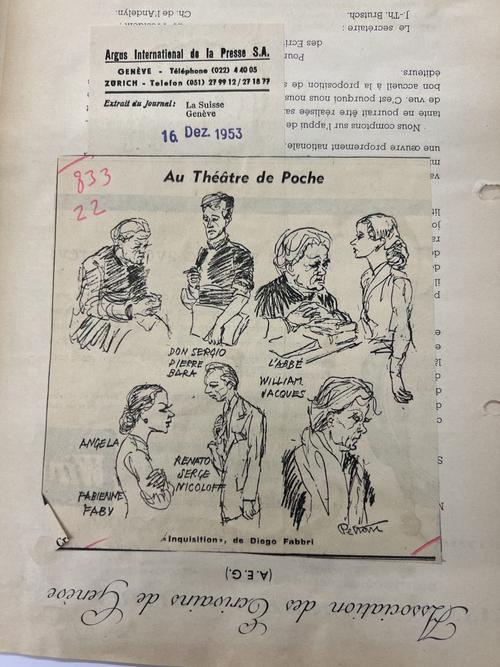 Argus International de la Presse S.A.
GENÈVE - Téléphone (022) 4 40 05
ZURICH - Telefon (051) 27 99 12 / 27 18 77
Extrait du Journal: La Suisse
Genève
16. Dez. 1953
833
22
Au Théâtre de Poche
DON SERGIO
PIERRE
BARA
L'ABBÉ
WILLIAM
JACQUES
ANGELA
FABIENNE
FABY
RENATO
SERGE
NICOLOFF
«Inquisition», de Diego Fabbri
Association des Écrivains de Genève
(A.E.G.)
une œuvre proprement nationale
Nous comptons sur l'appui de
tante ne pourrait être réalisée sa
de vue. C'est pourquoi nous nous
bon accueil à la proposition de s
éditeurs.
Pour
des Ecri
Le secrétaire :
J.-Th. Brutsch.
Ch. de l'Andelyn.